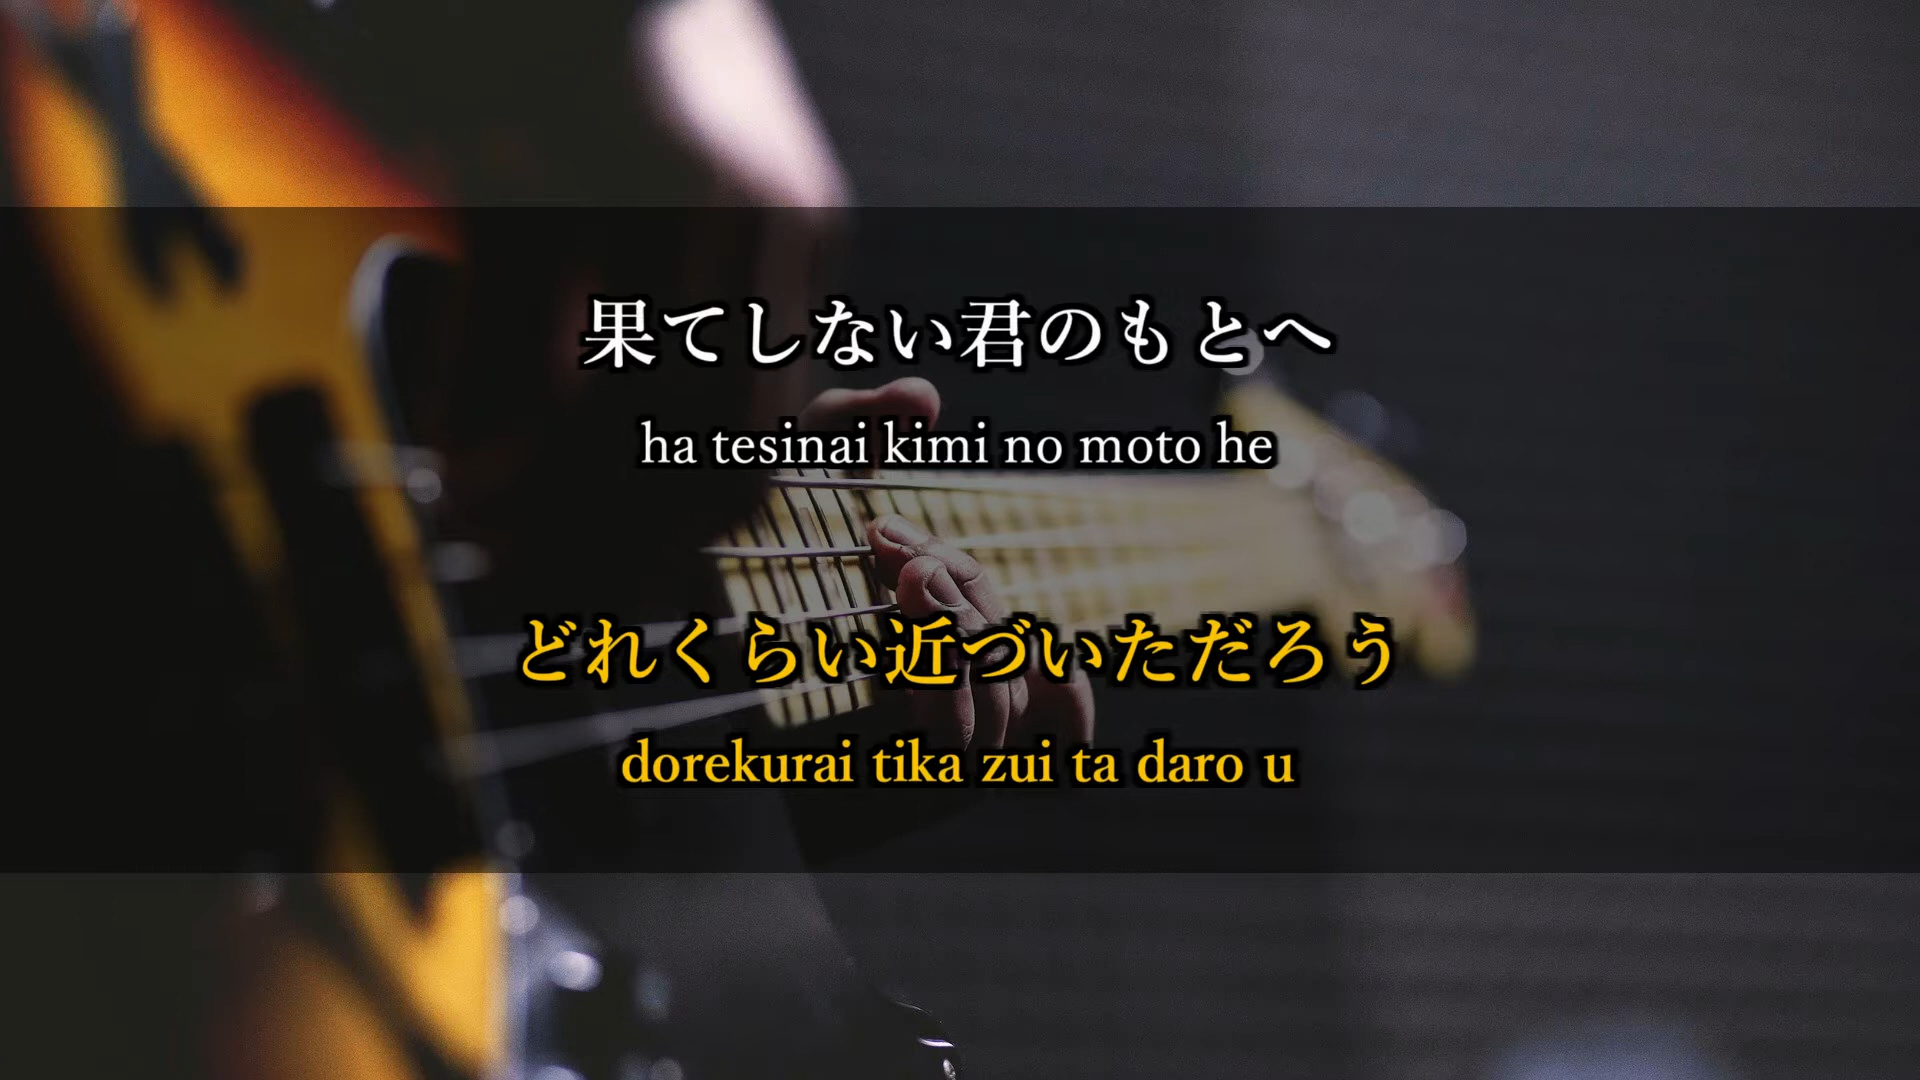 果てしない君のもとへ
ha tesinai kimi no moto he
どれくらい近づいただろう
dorekurai tika zui ta daro u